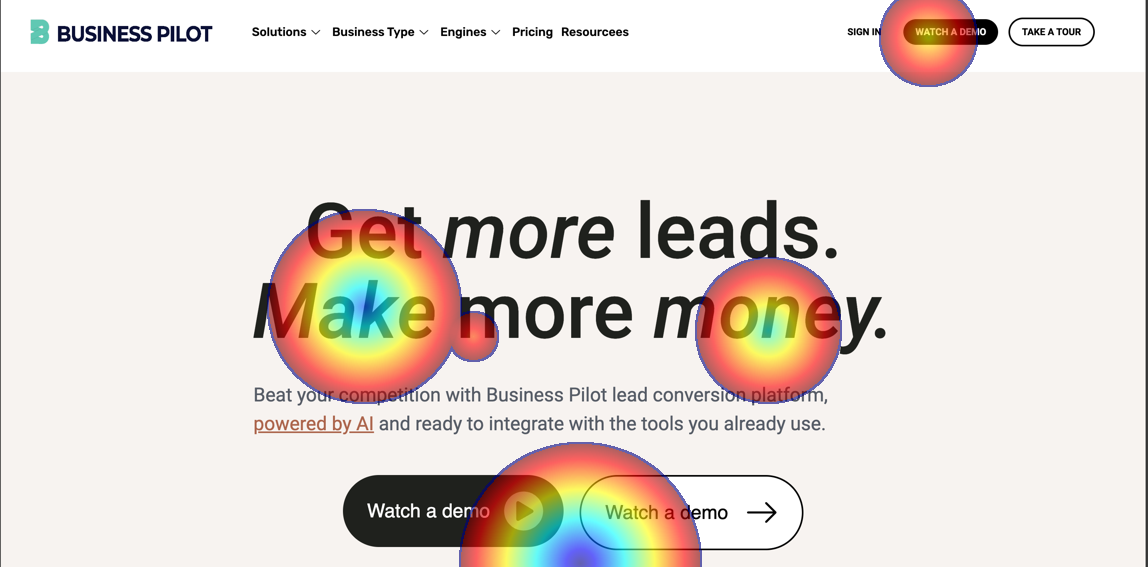 BUSINESS PILOT
Solutions Business Type Engines Pricing Resourcees
SIGN IN WATCH A DEMO TAKE A TOUR
Get more leads.
Make more money.
Beat your competition with Business Pilot lead conversion platform,
powered by AI and ready to integrate with the tools you already use.
Watch a demo Watch a demo